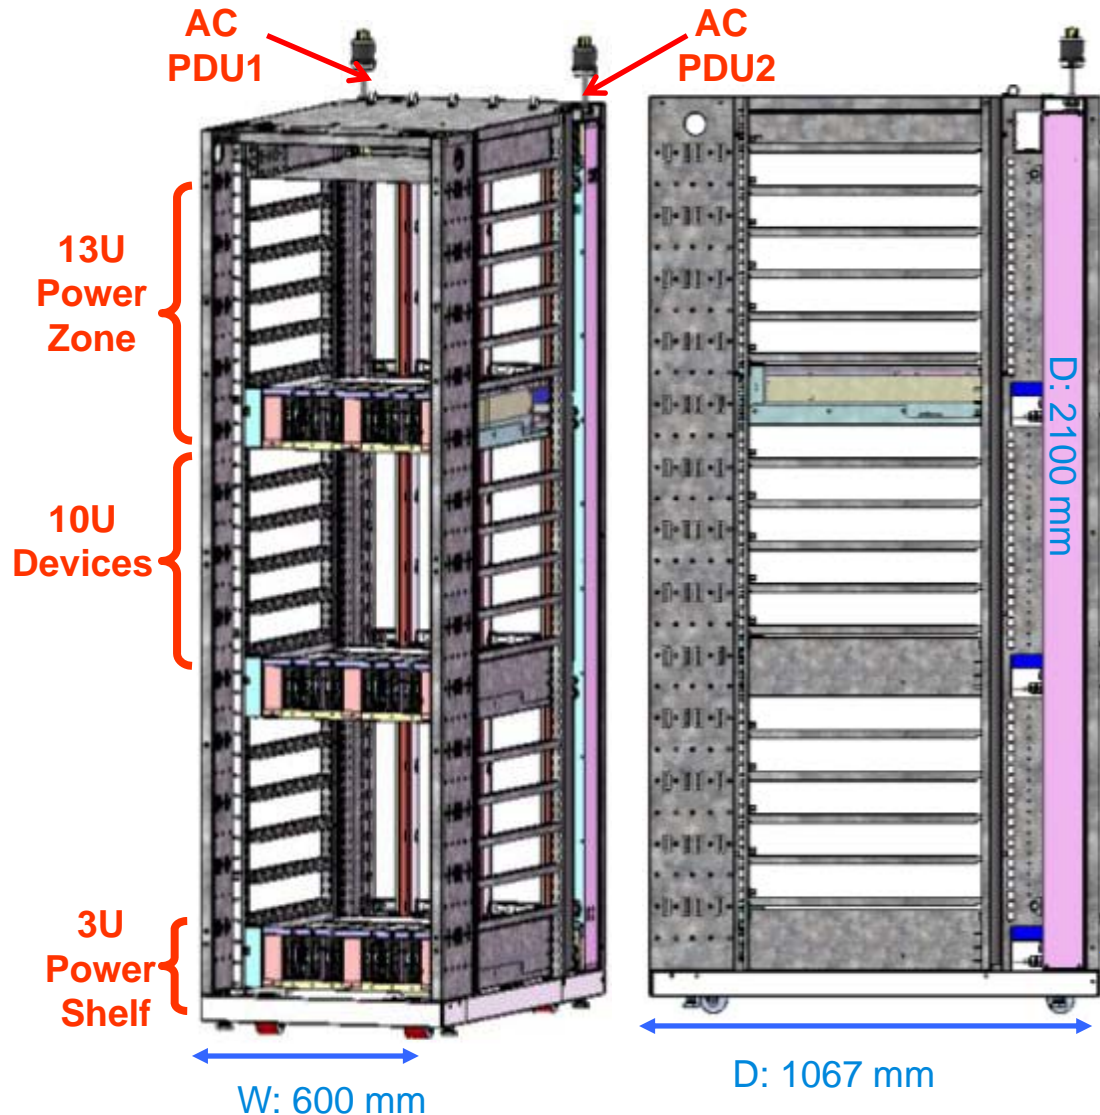 AC
PDU1
AC
PDU2
13U
Power
Zone
10U
Devices
3U
Power
Shelf
W: 600 mm
D: 2100 mm
D: 1067 mm